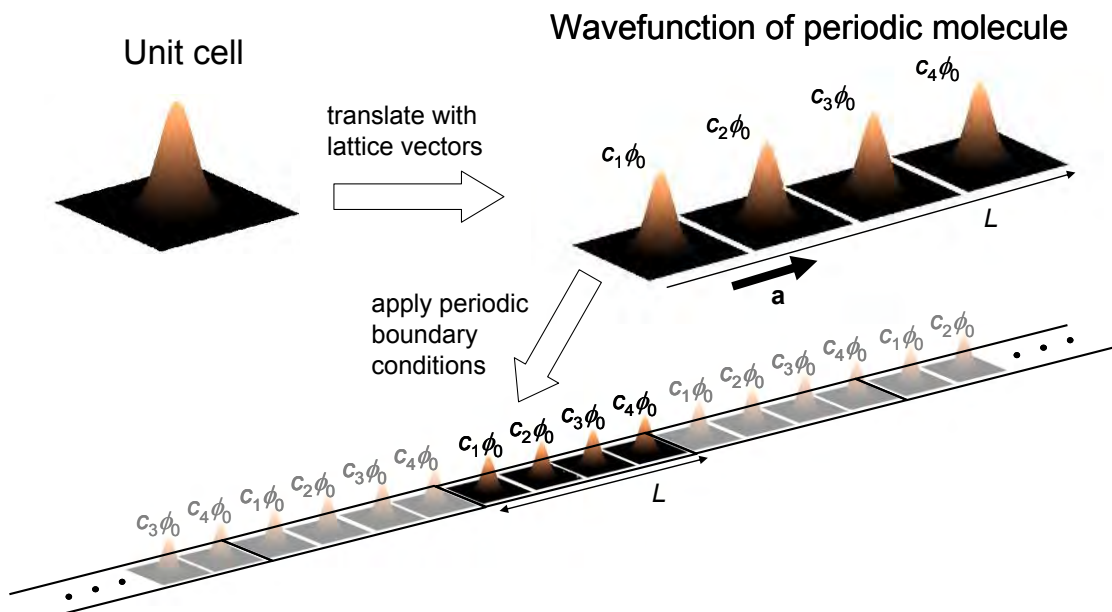 Unit cell
Wavefunction of periodic molecule
translate with
lattice vectors
c₁ϕ₀
c₂ϕ₀
c₃ϕ₀
c₄ϕ₀
L
a
apply periodic
boundary
conditions
c₃ϕ₀
c₄ϕ₀
c₁ϕ₀
c₂ϕ₀
c₃ϕ₀
c₄ϕ₀
c₁ϕ₀
c₂ϕ₀
c₃ϕ₀
c₄ϕ₀
c₁ϕ₀
c₂ϕ₀
c₃ϕ₀
c₄ϕ₀
c₁ϕ₀
c₂ϕ₀
L